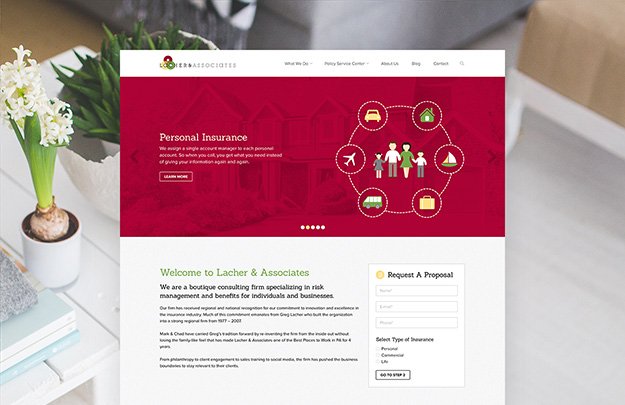 LACHER & ASSOCIATES
What We Do
Policy Service Center
About Us
Blog
Contact
Personal Insurance
We assign a single account manager to each personal
account. So when you call, you get what you need instead
of giving your information again and again.
LEARN MORE
Welcome to Lacher & Associates
We are a boutique consulting firm specializing in risk
management and benefits for individuals and businesses.
Our firm has received regional and national recognition for our commitment to innovation and excellence in
the insurance industry. Much of this commitment emanates from Greg Lacher who built the organization
into a strong regional firm from 1977 – 2007.
Mark & Chad have carried Greg's tradition forward by re-inventing the firm from the inside out without
losing the family-like feel that has made Lacher & Associates one of the Best Places to Work in PA for 4
years.
From philanthropy to client engagement to sales training to social media, the firm has pushed the business
boundaries to stay relevant to their clients.
Request A Proposal
Name*
E-mail*
Phone*
Select Type of Insurance
Personal
Commercial
Life
GO TO STEP 2